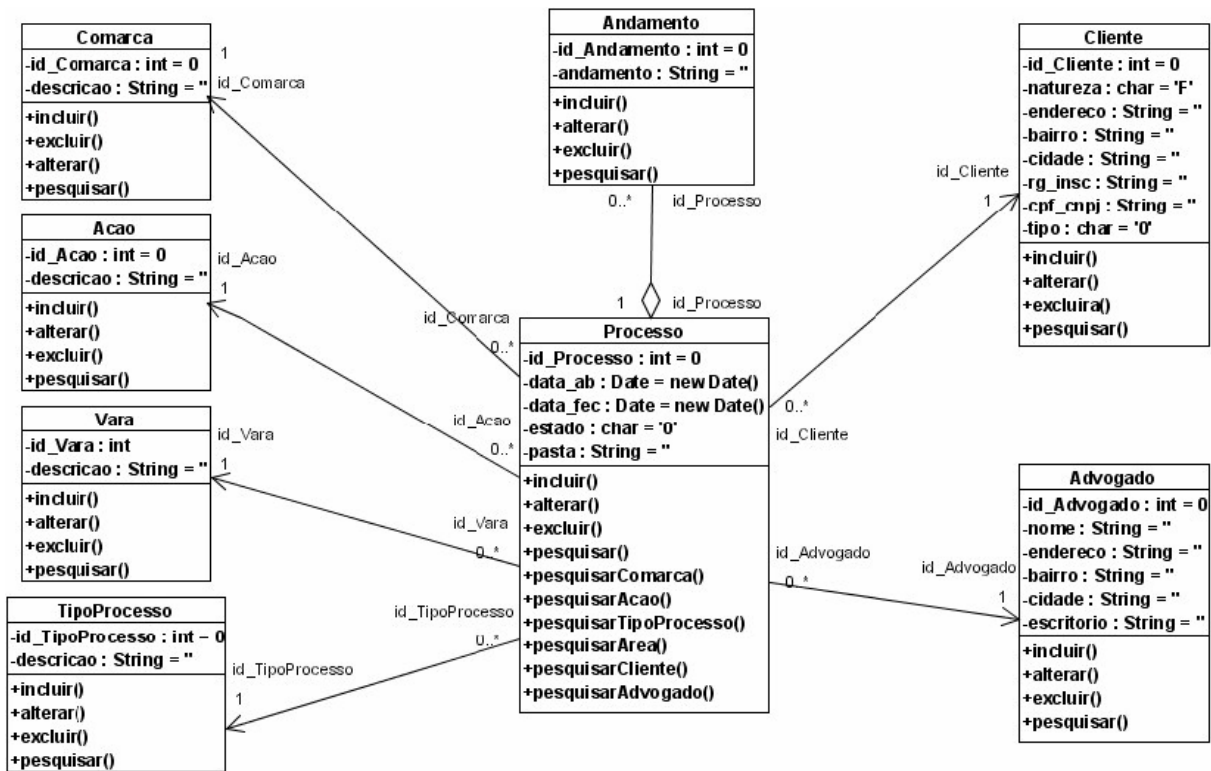 Comarca
-id_Comarca : int = 0
-descricao : String = "
+incluir()
+excluir()
+alterar()
+pesquisar()
1
id_Comarca
Acao
-id_Acao : int = 0
-descricao : String = "
+incluir()
+alterar()
+excluir()
+pesquisar()
id_Acao
1
Vara
-id_Vara : int
-descricao : String = "
+incluir()
+alterar()
+excluir()
+pesquisar()
id_Vara
1
TipoProcesso
-id_TipoProcesso : int - 0
-descricao : String = "
+incluir()
+alterar()
+excluir()
+pesquisar()
id_TipoProcesso
1
Andamento
-id_Andamento : int = 0
-andamento : String = "
+incluir()
+alterar()
+excluir()
+pesquisar()
0..*
id_Processo
1
id_Processo
id_Comarca
0..*
id_Acao
0..*
id_Vara
0..*
id_TipoProcesso
0..*
Processo
-id_Processo : int = 0
-data_ab : Date = new Date()
-data_fec : Date = new Date()
-estado : char = '0'
-pasta : String = "
+incluir()
+alterar()
+excluir()
+pesquisar()
+pesquisarComarca()
+pesquisarAcao()
+pesquisarTipoProcesso()
+pesquisarArea()
+pesquisarCliente()
+pesquisarAdvogado()
0..*
id_Cliente
id_Advogado
0..*
id_Cliente
1
Cliente
-id_Cliente : int = 0
-natureza : char = 'F'
-endereco : String = "
-bairro : String = "
-cidade : String = "
-rg_insc : String = "
-cpf_cnpj : String = "
-tipo : char = '0'
+incluir()
+alterar()
+excluira()
+pesquisar()
id_Advogado
1
Advogado
-id_Advogado : int = 0
-nome : String = "
-endereco : String = "
-bairro : String = "
-cidade : String = "
-escritorio : String = "
+incluir()
+alterar()
+excluir()
+pesquisar()